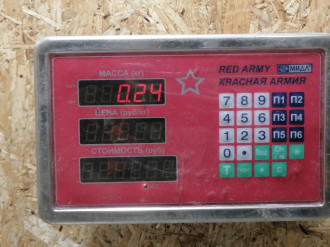 RED ARMY МИДЛ
КРАСНАЯ АРМИЯ
МАССА (кг)
0.24
ЦЕНА (руб/кг)
СТОИМОСТЬ (руб)
7 8 9 П1 П2
4 5 6 П3 П5
1 2 3 П4 П6
0 •
T * • C